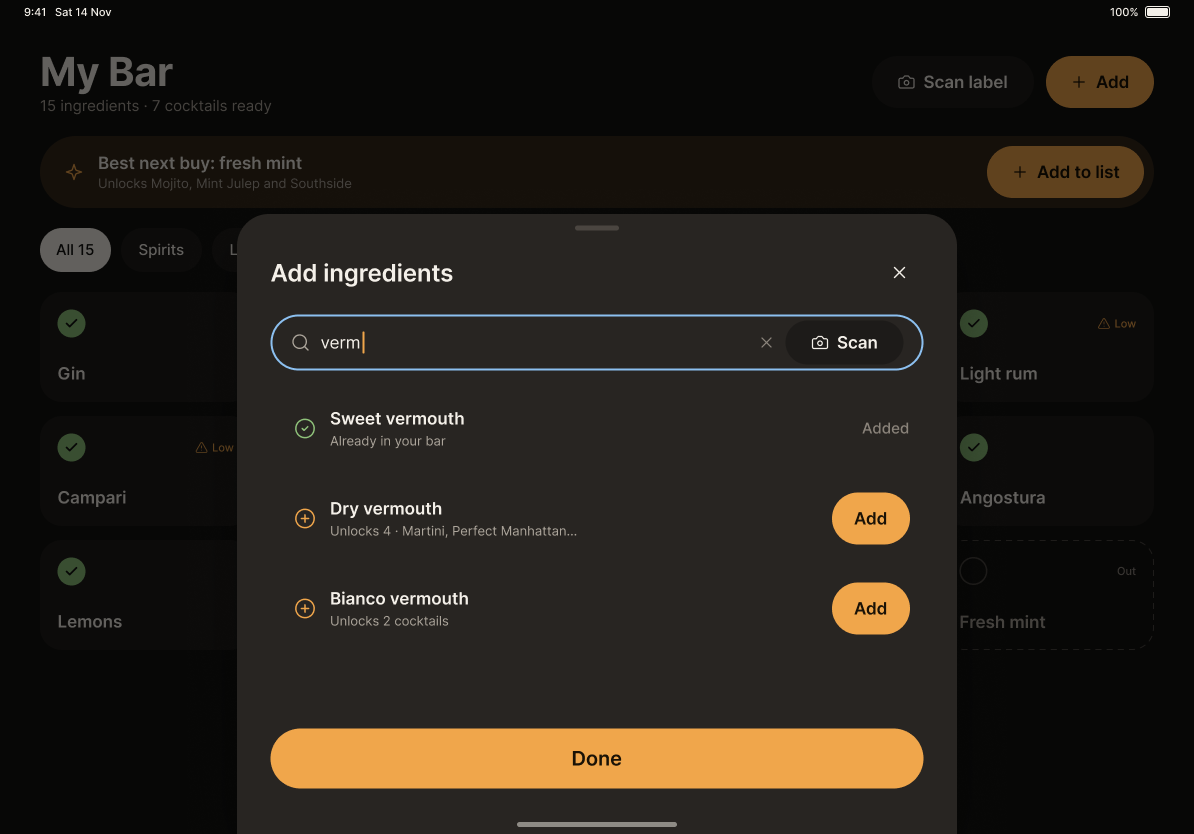 9:41 Sat 14 Nov
100%
My Bar
15 ingredients · 7 cocktails ready
Scan label
Add
Best next buy: fresh mint
Unlocks Mojito, Mint Julep and Southside
Add to list
All 15
Spirits
L
Gin
Low
Light rum
Low
Campari
Angostura
Lemons
Out
Fresh mint
Add ingredients
verm
Scan
Sweet vermouth
Already in your bar
Added
Dry vermouth
Unlocks 4 · Martini, Perfect Manhattan...
Add
Bianco vermouth
Unlocks 2 cocktails
Add
Done